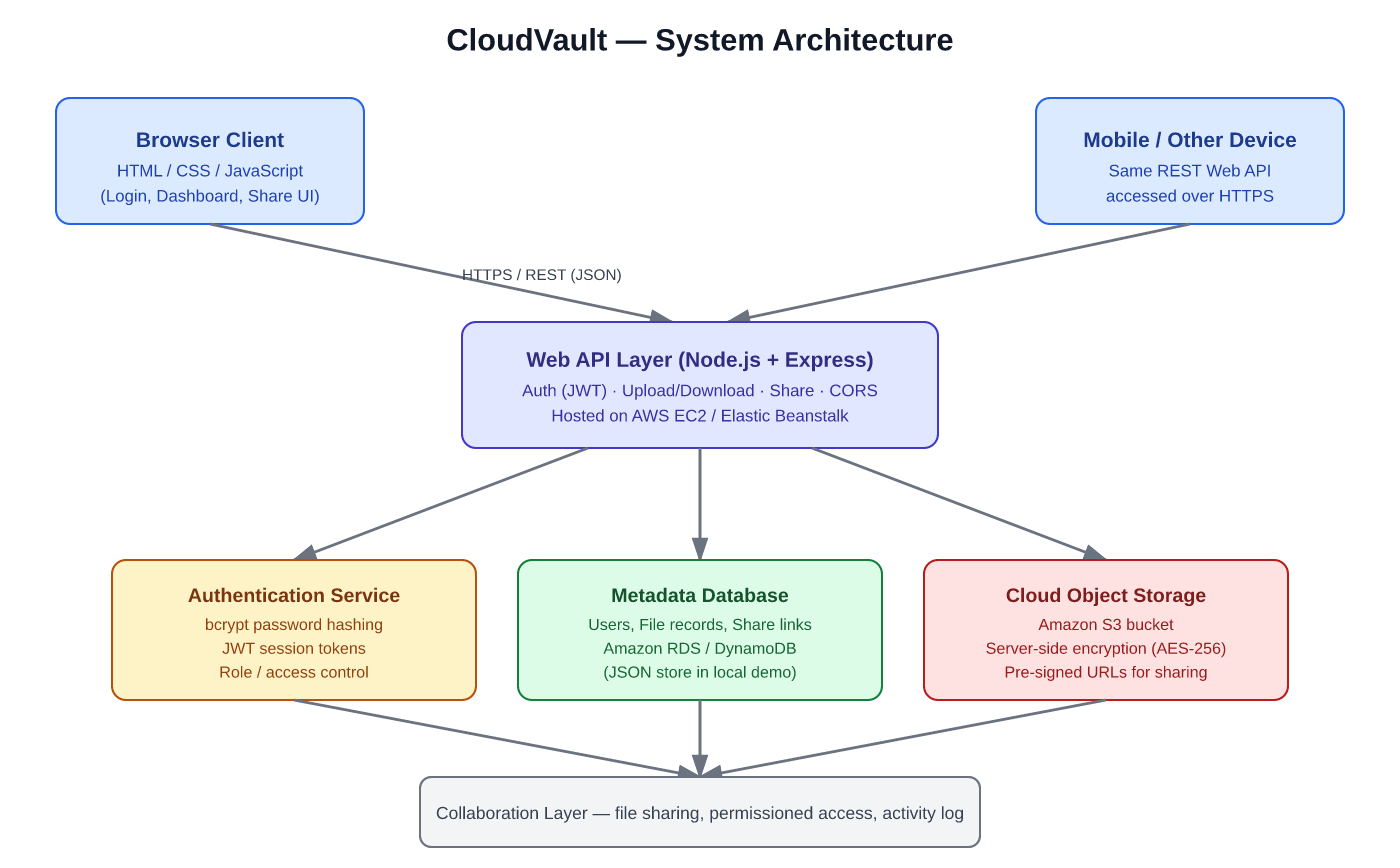 CloudVault — System Architecture
Browser Client
HTML / CSS / JavaScript
(Login, Dashboard, Share UI)
Mobile / Other Device
Same REST Web API
accessed over HTTPS
HTTPS / REST (JSON)
Web API Layer (Node.js + Express)
Auth (JWT) · Upload/Download · Share · CORS
Hosted on AWS EC2 / Elastic Beanstalk
Authentication Service
bcrypt password hashing
JWT session tokens
Role / access control
Metadata Database
Users, File records, Share links
Amazon RDS / DynamoDB
(JSON store in local demo)
Cloud Object Storage
Amazon S3 bucket
Server-side encryption (AES-256)
Pre-signed URLs for sharing
Collaboration Layer — file sharing, permissioned access, activity log